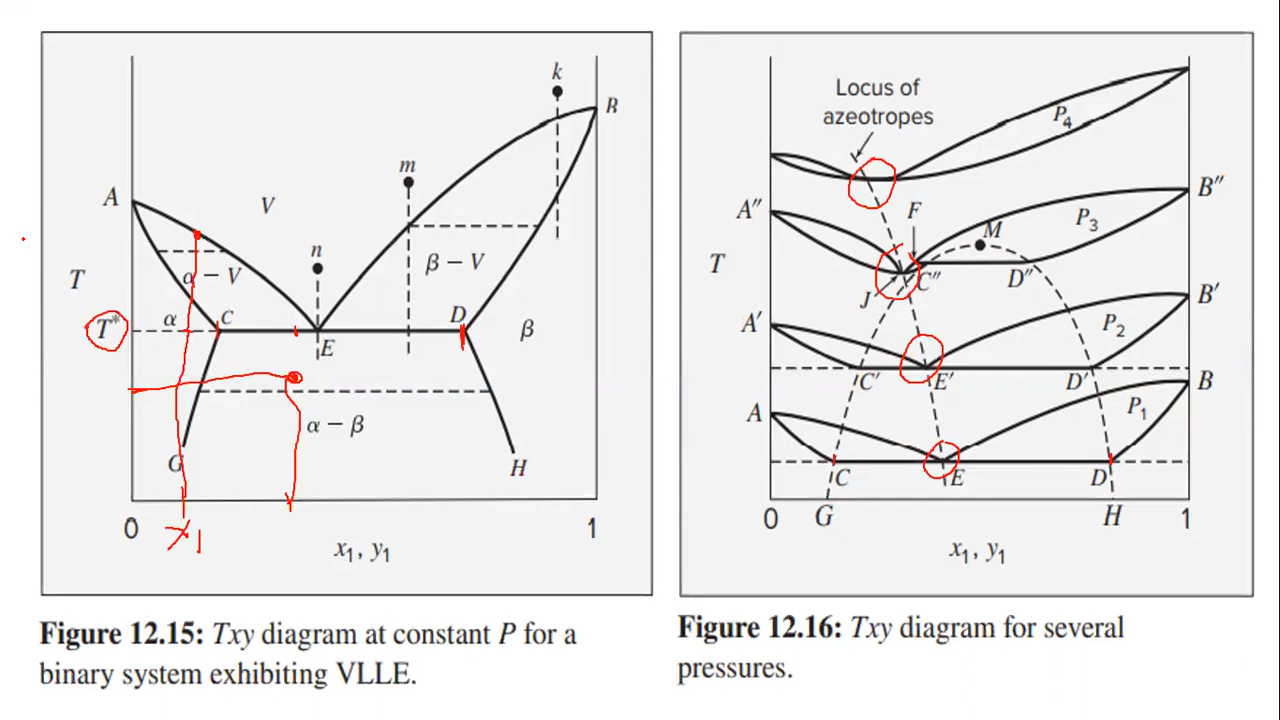 k
B
m
A
V
n
β – V
α – V
T
T*
α
C
D
β
E
α – β
G
H
0
x₁
1
x₁, y₁
Figure 12.15: Txy diagram at constant P for a
binary system exhibiting VLLE.
Locus of
azeotropes
P₄
A″
F
B″
M
P₃
T
J
C″
D″
A′
B′
P₂
C′
E′
D′
A
B
P₁
C
E
D
0
G
H
1
x₁, y₁
Figure 12.16: Txy diagram for several
pressures.